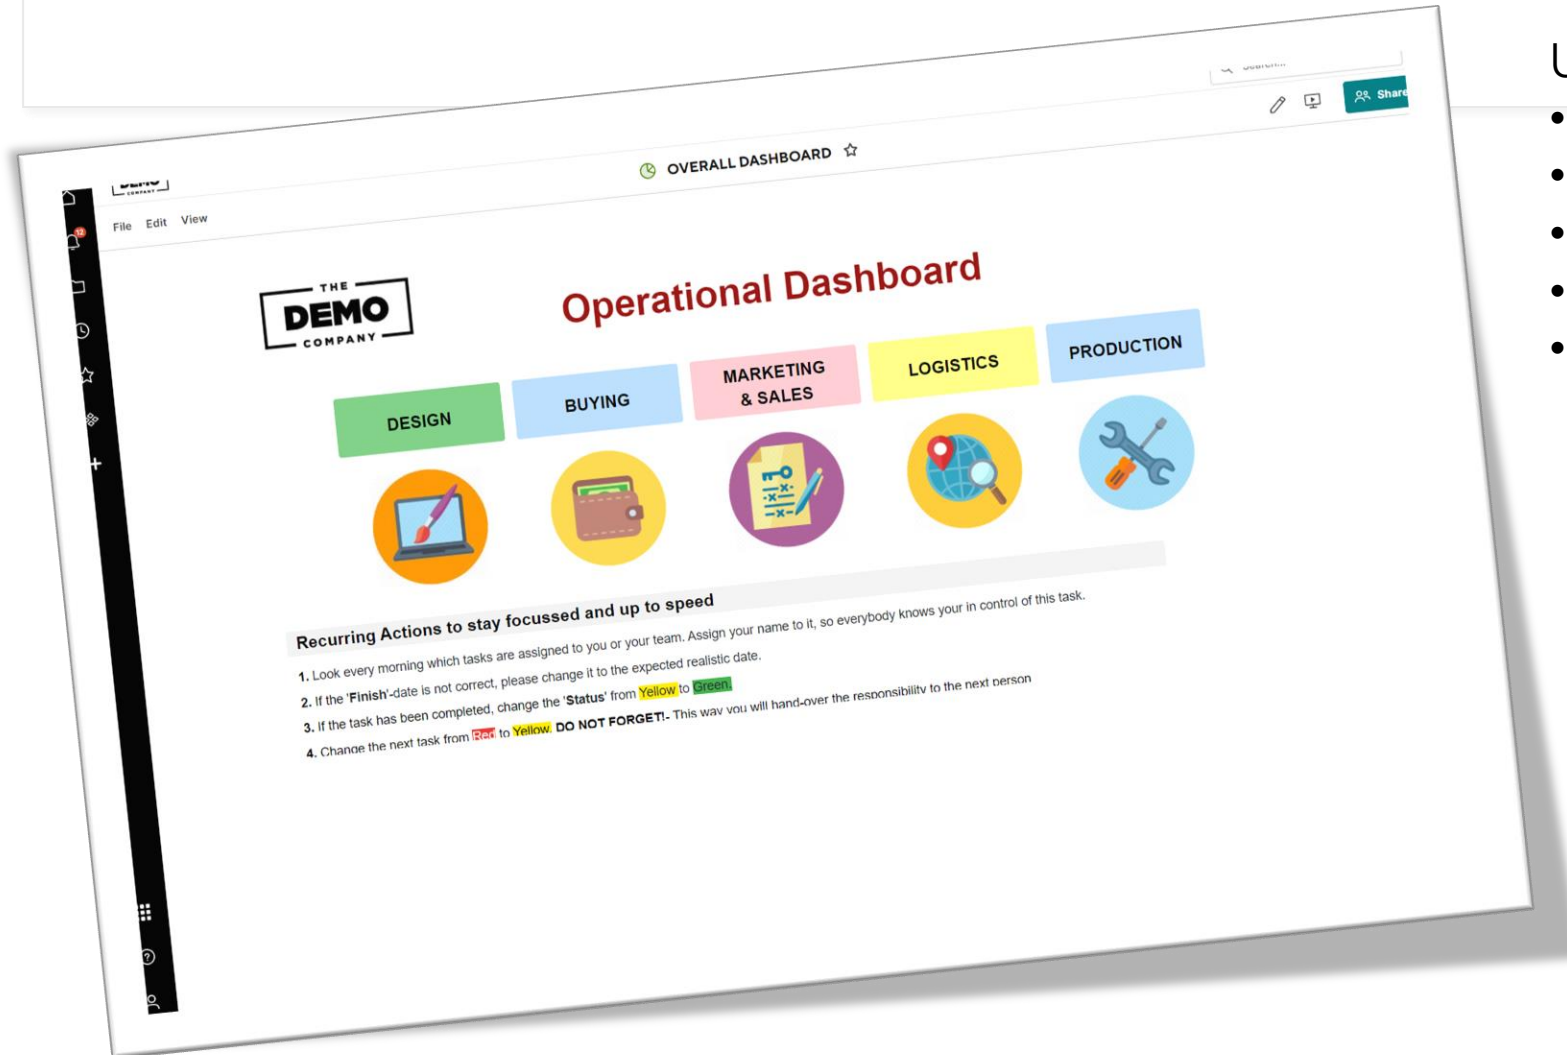 Search...
Share
DEMO
COMPANY
OVERALL DASHBOARD
12
File Edit View
THE
DEMO
COMPANY
Operational Dashboard
DESIGN
BUYING
MARKETING
& SALES
LOGISTICS
PRODUCTION
Recurring Actions to stay focussed and up to speed
1. Look every morning which tasks are assigned to you or your team. Assign your name to it, so everybody knows your in control of this task.
2. If the 'Finish'-date is not correct, please change it to the expected realistic date.
3. If the task has been completed, change the 'Status' from Yellow to Green.
4. Change the next task from Red to Yellow. DO NOT FORGET!- This way you will hand-over the responsibility to the next person